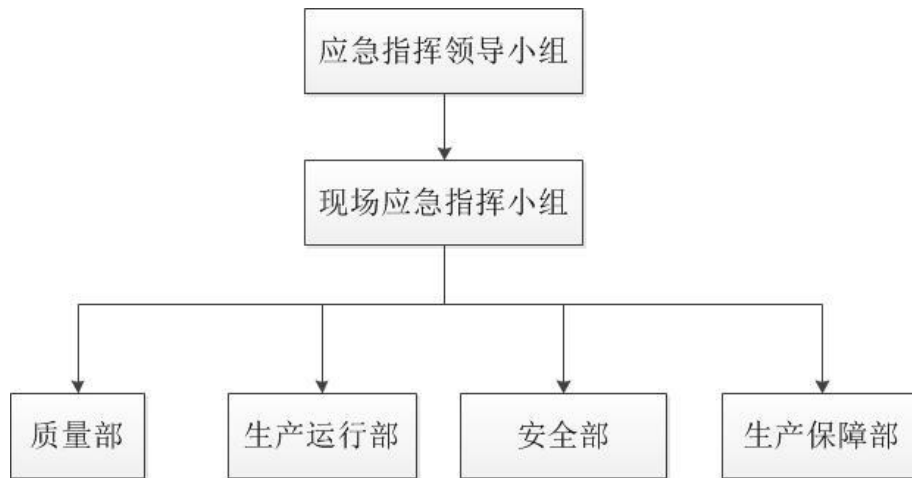 应急指挥领导小组
现场应急指挥小组
质量部
生产运行部
安全部
生产保障部